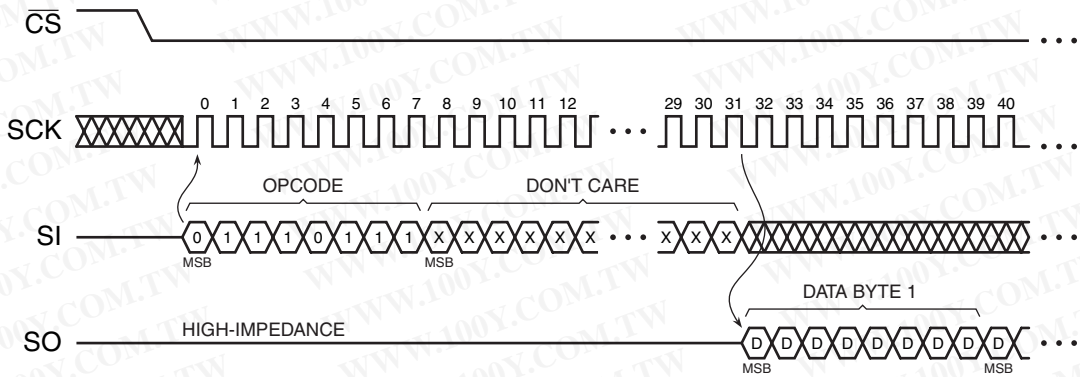 CS
0 1 2 3 4 5 6 7 8 9 10 11 12 29 30 31 32 33 34 35 36 37 38 39 40
SCK
OPCODE DON'T CARE
SI 0 1 1 1 0 1 1 1 X X X X X X X X X
MSB MSB
DATA BYTE 1
HIGH-IMPEDANCE
SO D D D D D D D D D
MSB MSB
WWW.100Y.COM.TW